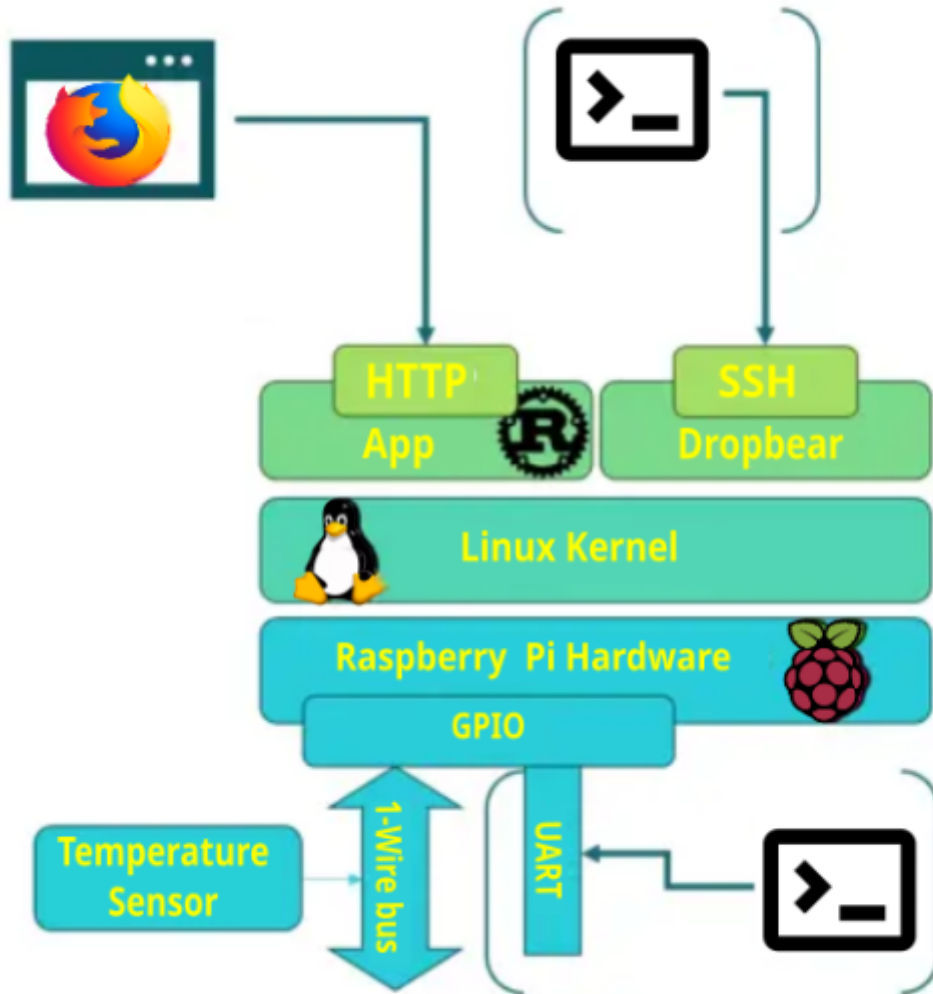 HTTP
SSH
App
R
Dropbear
Linux Kernel
Raspberry Pi Hardware
GPIO
1-Wire bus
UART
Temperature
Sensor